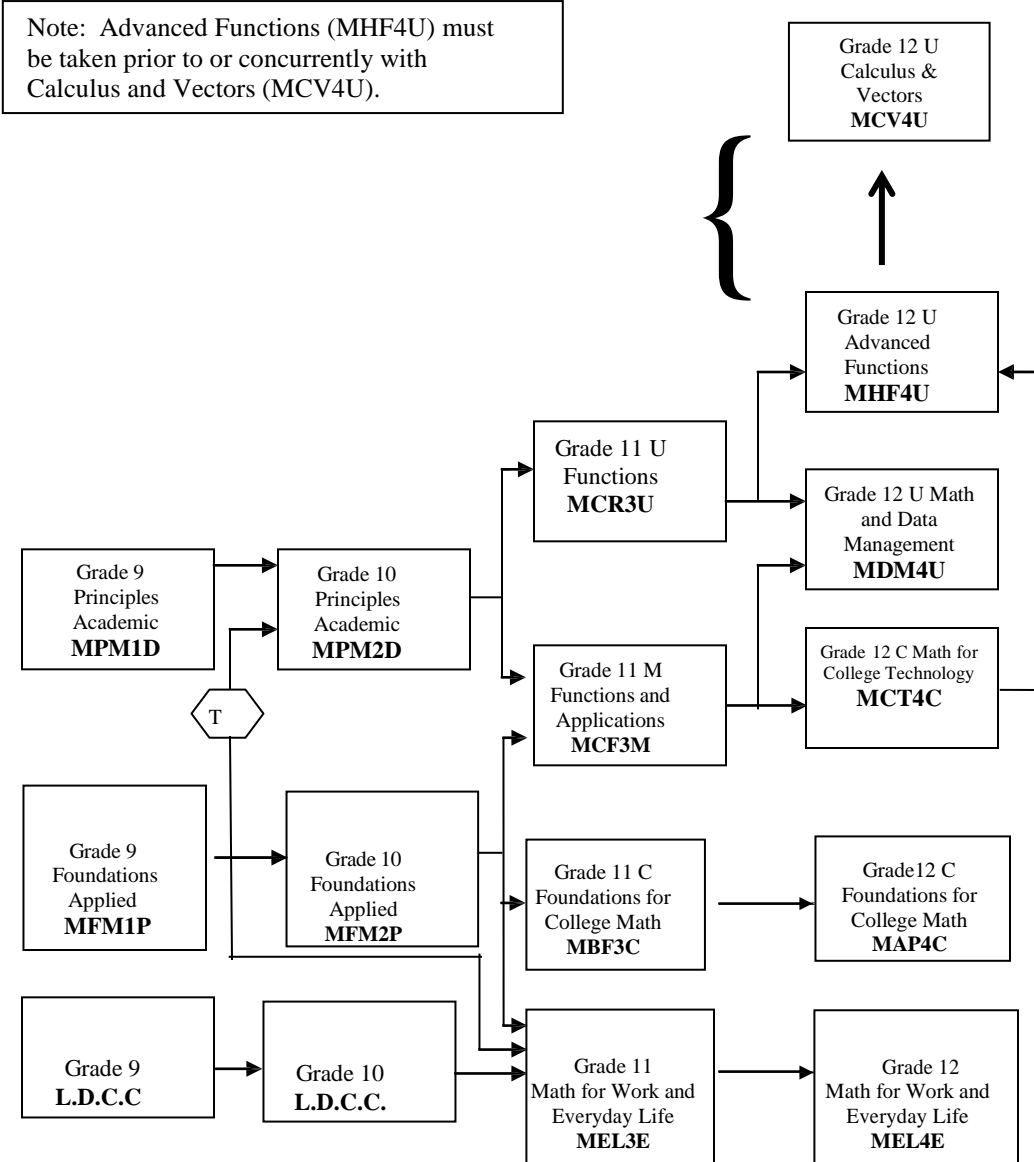 Note: Advanced Functions (MHF4U) must
be taken prior to or concurrently with
Calculus and Vectors (MCV4U).
Grade 12 U
Calculus &
Vectors
MCV4U
Grade 12 U
Advanced
Functions
MHF4U
Grade 11 U
Functions
MCR3U
Grade 12 U Math
and Data
Management
MDM4U
Grade 9
Principles
Academic
MPM1D
Grade 10
Principles
Academic
MPM2D
Grade 11 M
Functions and
Applications
MCF3M
Grade 12 C Math for
College Technology
MCT4C
T
Grade 9
Foundations
Applied
MFM1P
Grade 10
Foundations
Applied
MFM2P
Grade 11 C
Foundations for
College Math
MBF3C
Grade12 C
Foundations for
College Math
MAP4C
Grade 9
L.D.C.C
Grade 10
L.D.C.C.
Grade 11
Math for Work and
Everyday Life
MEL3E
Grade 12
Math for Work and
Everyday Life
MEL4E